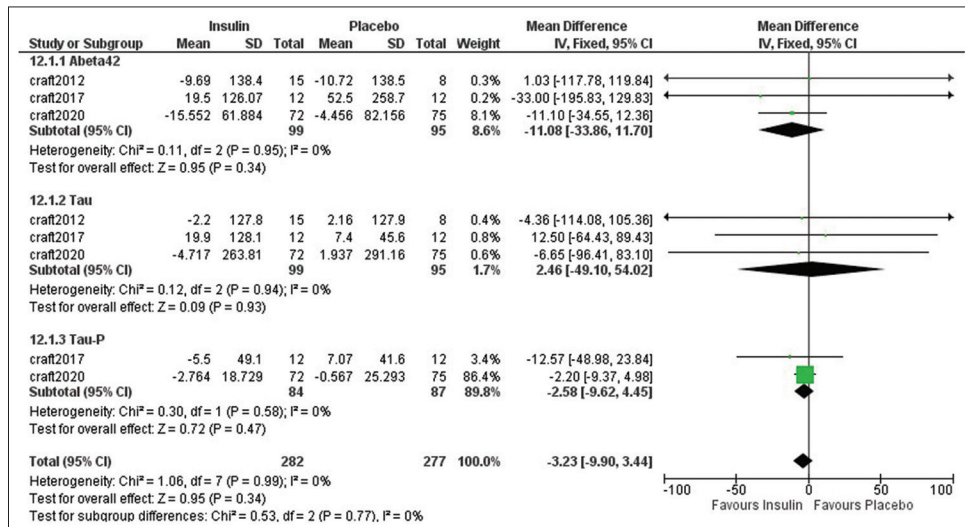 Insulin Placebo Mean Difference Mean Difference
Study or Subgroup Mean SD Total Mean SD Total Weight IV, Fixed, 95% CI IV, Fixed, 95% CI
12.1.1 Abeta42
craft2012 -9.69 138.4 15 -10.72 138.5 8 0.3% 1.03 [-117.78, 119.84]
craft2017 19.5 126.07 12 52.5 258.7 12 0.2% -33.00 [-195.83, 129.83]
craft2020 -15.552 61.884 72 -4.456 82.156 75 8.1% -11.10 [-34.55, 12.36]
Subtotal (95% CI) 99 95 8.6% -11.08 [-33.86, 11.70]
Heterogeneity: Chi² = 0.11, df = 2 (P = 0.95); I² = 0%
Test for overall effect: Z = 0.95 (P = 0.34)
12.1.2 Tau
craft2012 -2.2 127.8 15 2.16 127.9 8 0.4% -4.36 [-114.08, 105.36]
craft2017 19.9 128.1 12 7.4 45.6 12 0.8% 12.50 [-64.43, 89.43]
craft2020 -4.717 263.81 72 1.937 291.16 75 0.6% -6.65 [-96.41, 83.10]
Subtotal (95% CI) 99 95 1.7% 2.46 [-49.10, 54.02]
Heterogeneity: Chi² = 0.12, df = 2 (P = 0.94); I² = 0%
Test for overall effect: Z = 0.09 (P = 0.93)
12.1.3 Tau-P
craft2017 -5.5 49.1 12 7.07 41.6 12 3.4% -12.57 [-48.98, 23.84]
craft2020 -2.764 18.729 72 -0.567 25.293 75 86.4% -2.20 [-9.37, 4.98]
Subtotal (95% CI) 84 87 89.8% -2.58 [-9.62, 4.45]
Heterogeneity: Chi² = 0.30, df = 1 (P = 0.58); I² = 0%
Test for overall effect: Z = 0.72 (P = 0.47)
Total (95% CI) 282 277 100.0% -3.23 [-9.90, 3.44]
Heterogeneity: Chi² = 1.06, df = 7 (P = 0.99); I² = 0%
Test for overall effect: Z = 0.95 (P = 0.34)
Test for subgroup differences: Chi² = 0.53, df = 2 (P = 0.77), I² = 0%
-100 -50 0 50 100
Favours Insulin Favours Placebo